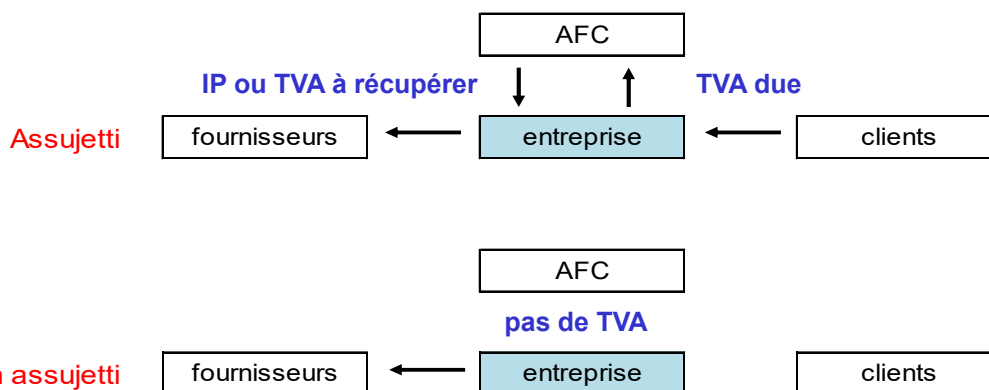 AFC
IP ou TVA à récupérer TVA due
Assujetti fournisseurs entreprise clients
AFC
pas de TVA
assujetti fournisseurs entreprise clients